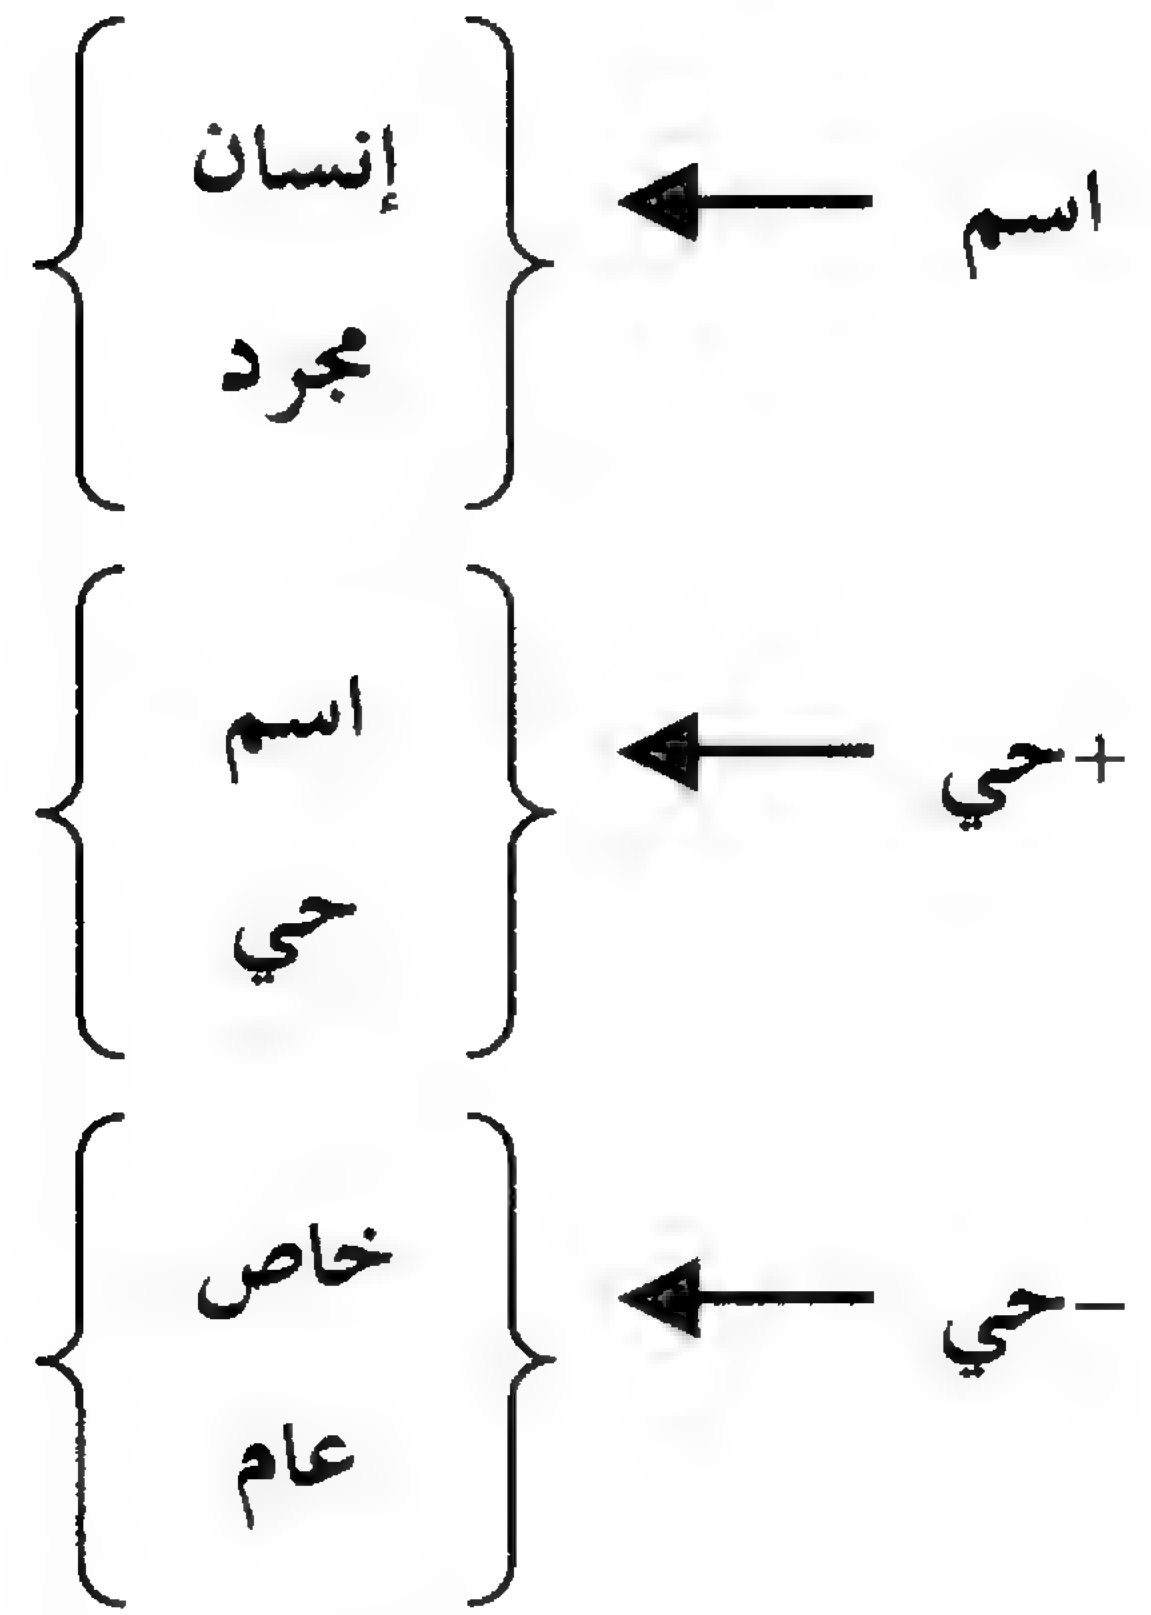 اسم ← إنسان
مجرد
+حي ← اسم
حي
−حي ← خاص
عام